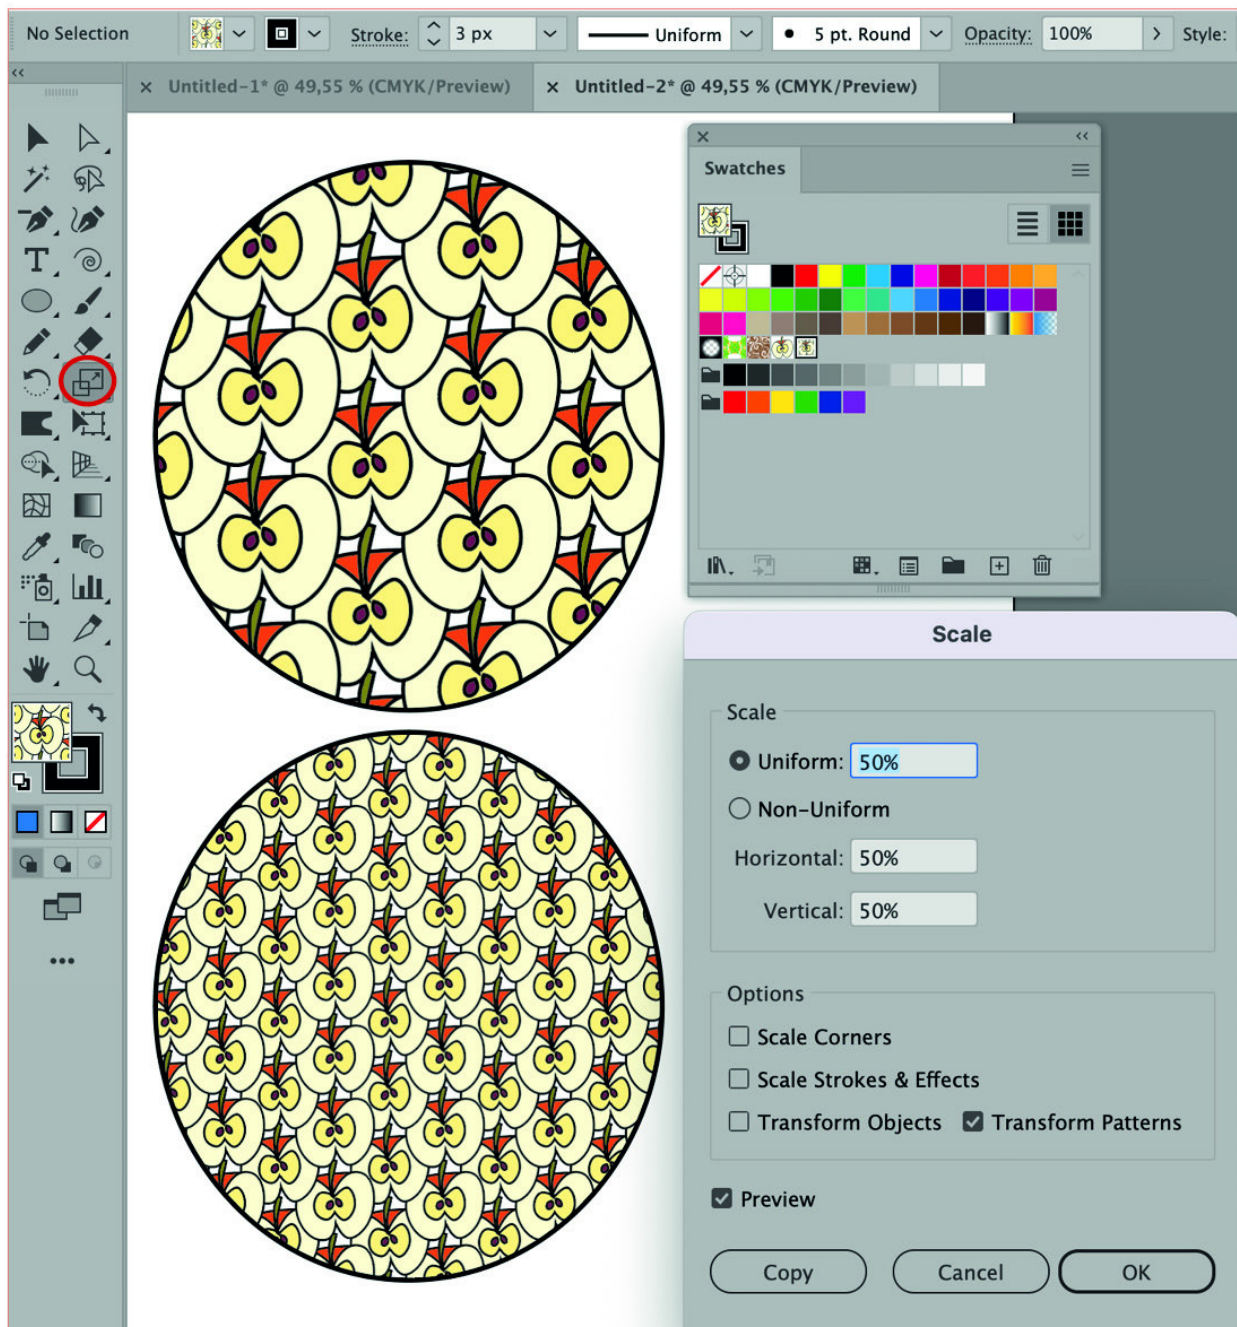 No Selection Stroke: 3 px Uniform 5 pt. Round Opacity: 100% Style:
× Untitled-1* @ 49,55 % (CMYK/Preview) × Untitled-2* @ 49,55 % (CMYK/Preview)
Swatches
Scale
Scale
Uniform: 50%
Non-Uniform
Horizontal: 50%
Vertical: 50%
Options
Scale Corners
Scale Strokes & Effects
Transform Objects Transform Patterns
Preview
Copy Cancel OK